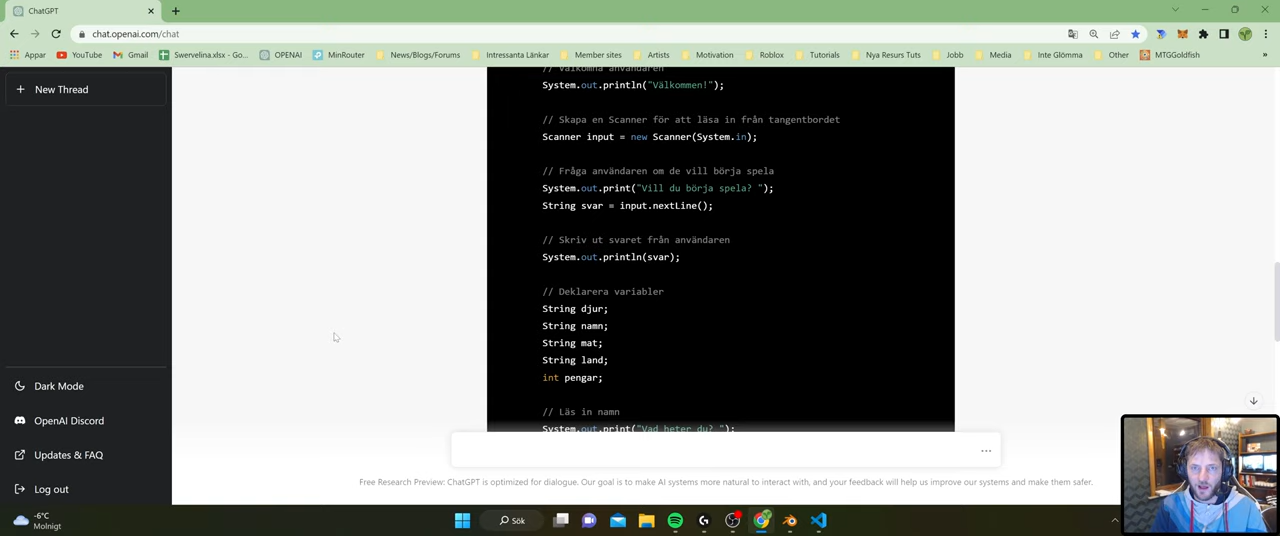 ChatGPT
chat.openai.com/chat
Appar YouTube Gmail Swervelina.xlsx - Go... OPENAI MinRouter News/Blogs/Forums Intressanta Länkar Member sites Artists Motivation Roblox Tutorials Nya Resurs Tuts Jobb Media Inte Glömma Other MTGGoldfish »
New Thread
// Välkomna användaren
System.out.println("Välkommen!");
// Skapa en Scanner för att läsa in från tangentbordet
Scanner input = new Scanner(System.in);
// Fråga användaren om de vill börja spela
System.out.print("Vill du börja spela? ");
String svar = input.nextLine();
// Skriv ut svaret från användaren
System.out.println(svar);
// Deklarera variabler
String djur;
String namn;
String mat;
String land;
int pengar;
// Läs in namn
System.out.print("Vad heter du? ");
Dark Mode
OpenAI Discord
Updates & FAQ
Log out
Free Research Preview: ChatGPT is optimized for dialogue. Our goal is to make AI systems more natural to interact with, and your feedback will help us improve our systems and make them safer.
-6°C
Molnigt
Sök